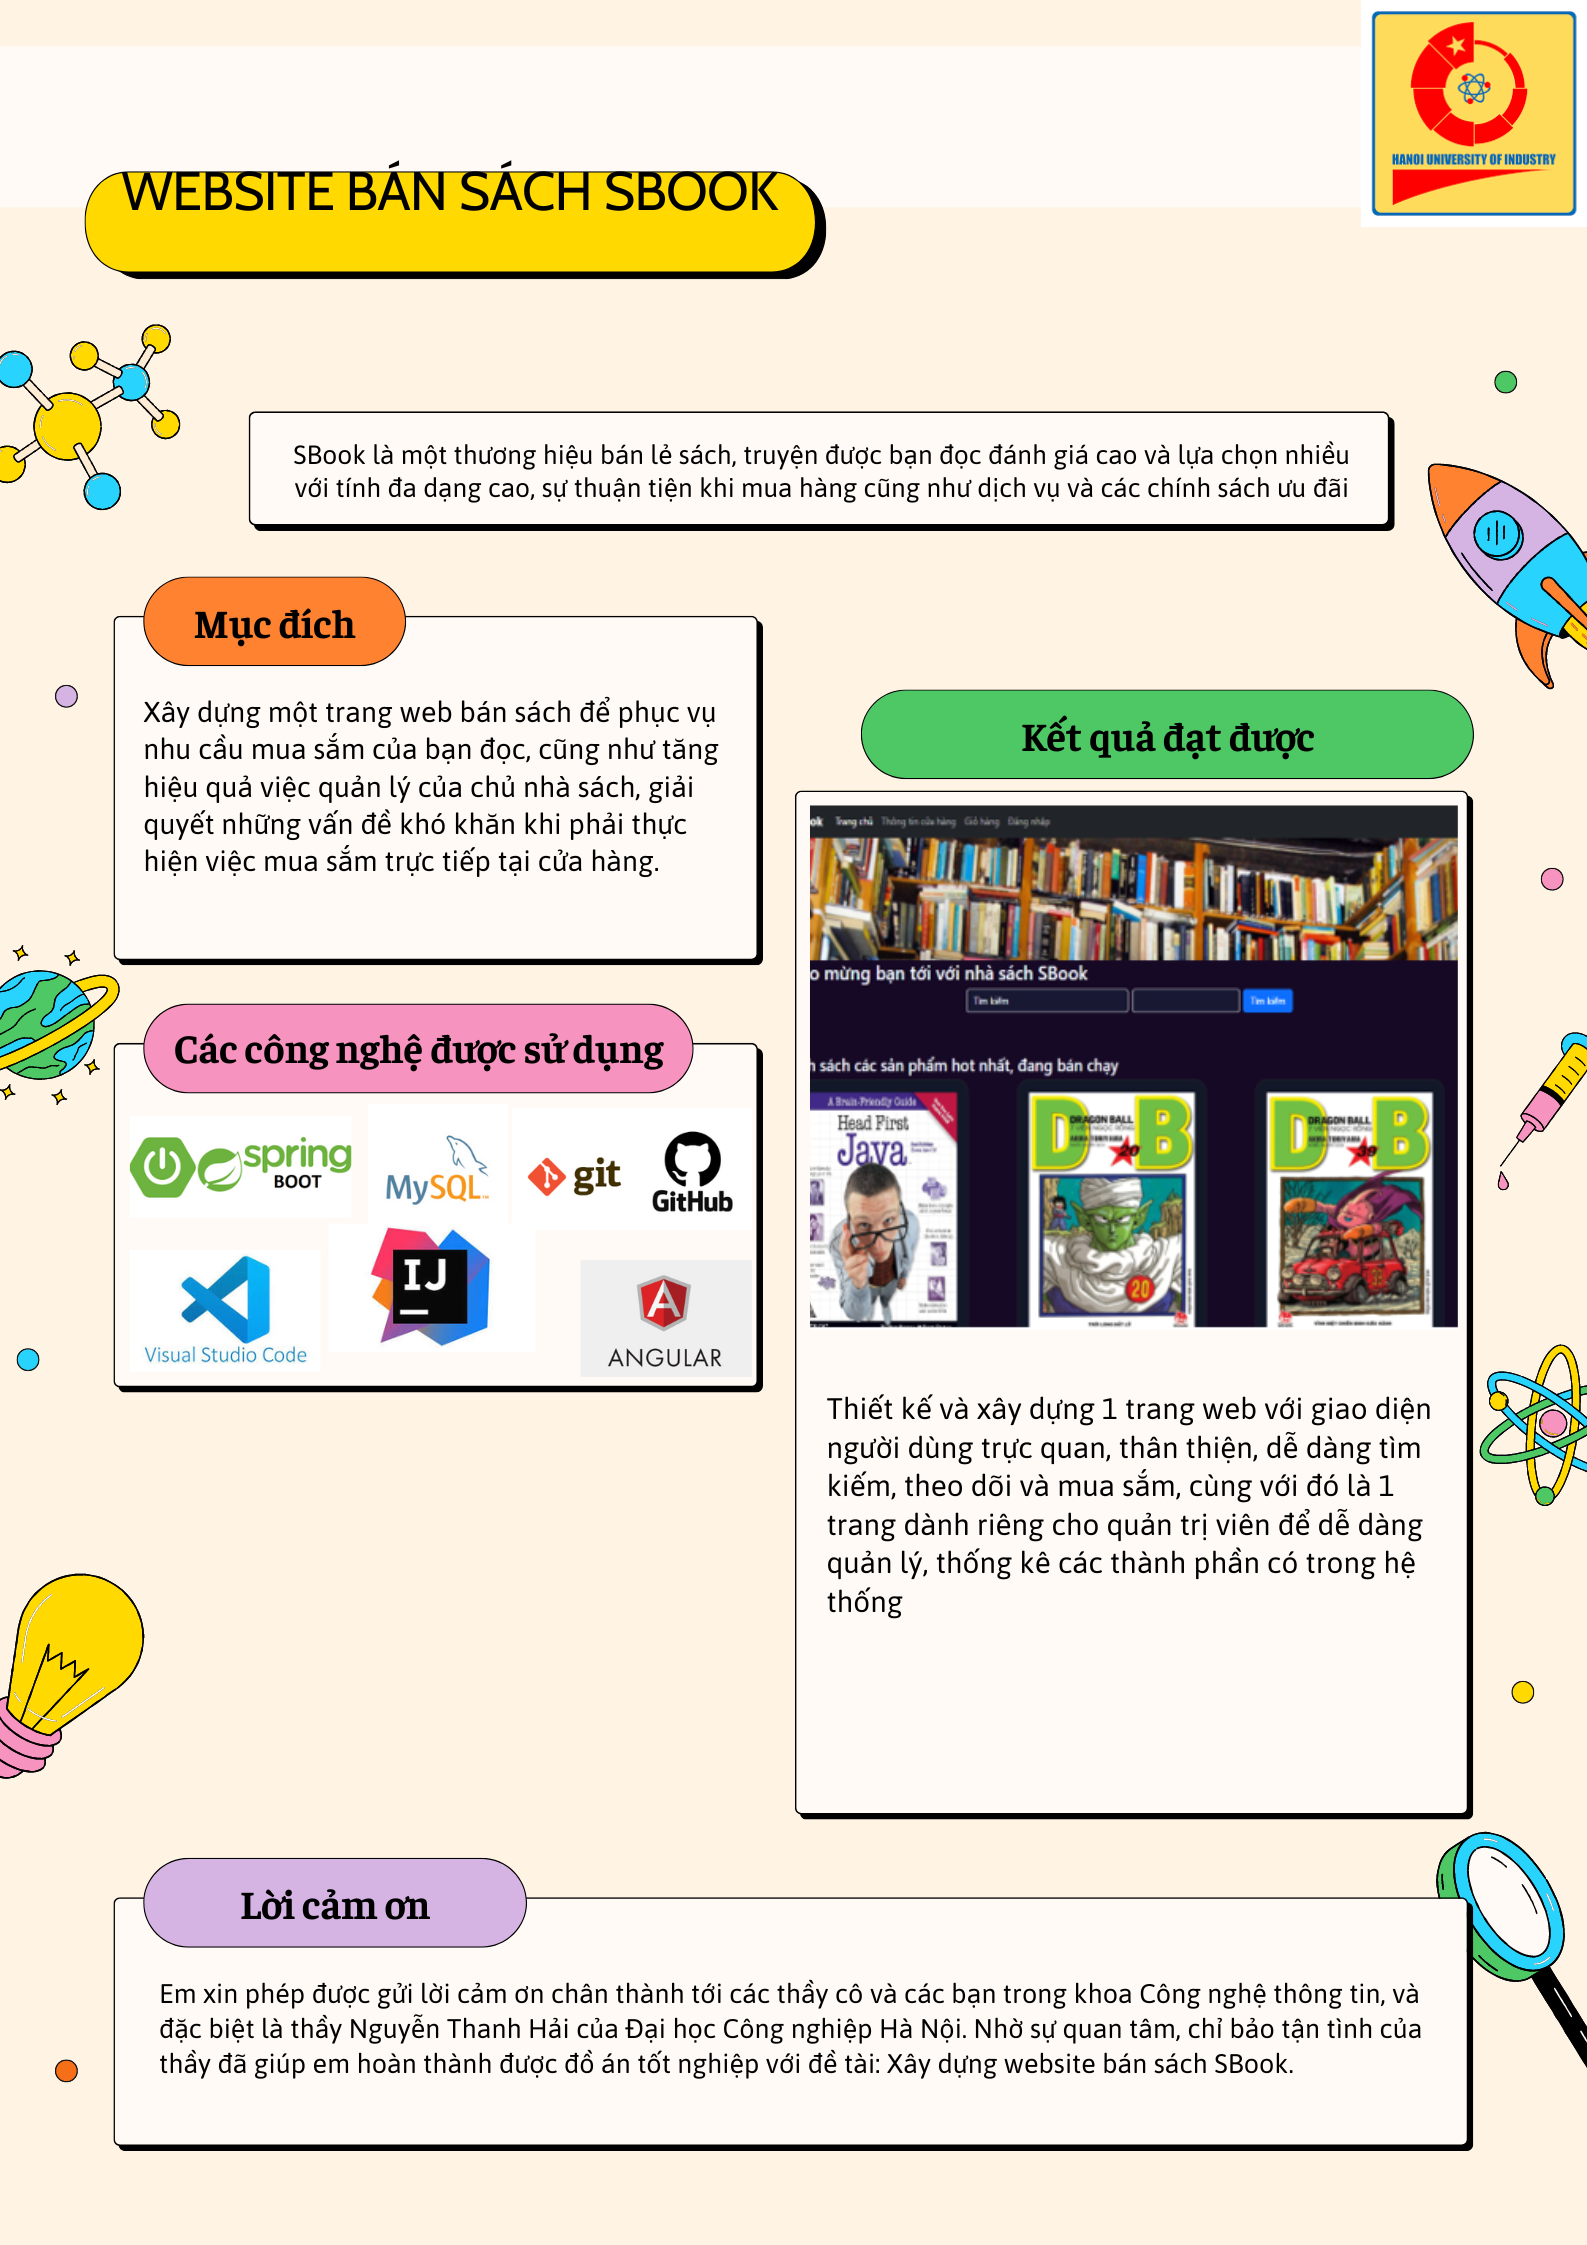 HANOI UNIVERSITY OF INDUSTRY
WEBSITE BÁN SÁCH SBOOK
SBook là một thương hiệu bán lẻ sách, truyện được bạn đọc đánh giá cao và lựa chọn nhiều
với tính đa dạng cao, sự thuận tiện khi mua hàng cũng như dịch vụ và các chính sách ưu đãi
Mục đích
Xây dựng một trang web bán sách để phục vụ
nhu cầu mua sắm của bạn đọc, cũng như tăng
hiệu quả việc quản lý của chủ nhà sách, giải
quyết những vấn đề khó khăn khi phải thực
hiện việc mua sắm trực tiếp tại cửa hàng.
Các công nghệ được sử dụng
spring
BOOT
MySQL
git
GitHub
IJ
Visual Studio Code
ANGULAR
Kết quả đạt được
ok Trang chủ Thông tin cửa hàng Giỏ hàng Đăng nhập
o mừng bạn tới với nhà sách SBook
Tìm kiếm Tìm kiếm
h sách các sản phẩm hot nhất, đang bán chạy
A Brain-Friendly Guide
Head First
Java
DRAGON BALL
DB
20
20
DRAGON BALL
DB
39
Thiết kế và xây dựng 1 trang web với giao diện
người dùng trực quan, thân thiện, dễ dàng tìm
kiếm, theo dõi và mua sắm, cùng với đó là 1
trang dành riêng cho quản trị viên để dễ dàng
quản lý, thống kê các thành phần có trong hệ
thống
Lời cảm ơn
Em xin phép được gửi lời cảm ơn chân thành tới các thầy cô và các bạn trong khoa Công nghệ thông tin, và
đặc biệt là thầy Nguyễn Thanh Hải của Đại học Công nghiệp Hà Nội. Nhờ sự quan tâm, chỉ bảo tận tình của
thầy đã giúp em hoàn thành được đồ án tốt nghiệp với đề tài: Xây dựng website bán sách SBook.